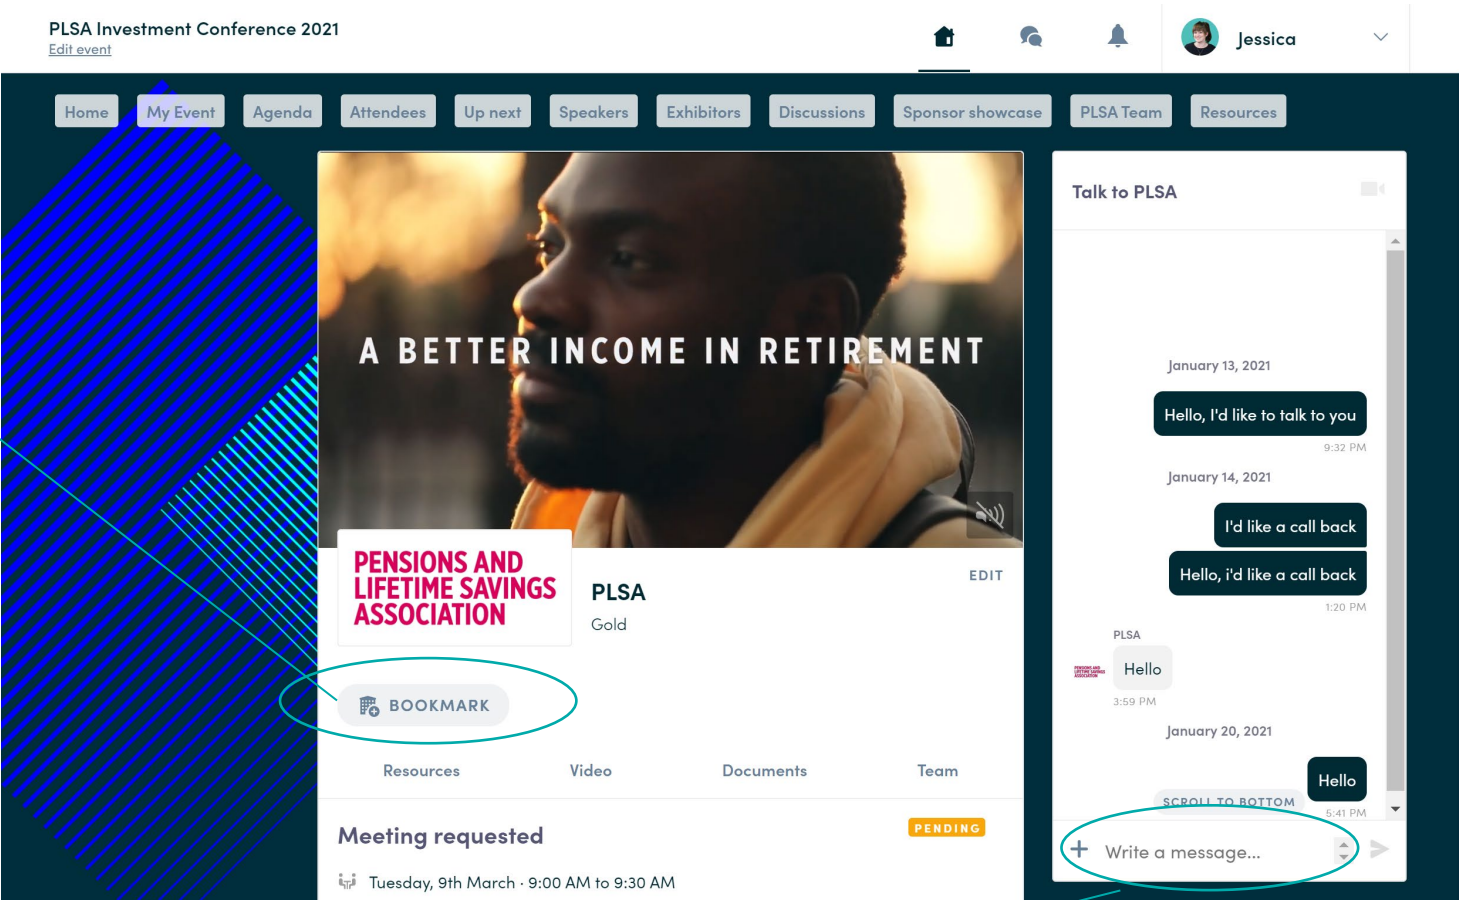 PLSA Investment Conference 2021
Edit event
Jessica
Home
My Event
Agenda
Attendees
Up next
Speakers
Exhibitors
Discussions
Sponsor showcase
PLSA Team
Resources
A BETTER INCOME IN RETIREMENT
PENSIONS AND
LIFETIME SAVINGS
ASSOCIATION
PLSA
Gold
EDIT
BOOKMARK
Resources
Video
Documents
Team
Meeting requested
PENDING
Tuesday, 9th March · 9:00 AM to 9:30 AM
Talk to PLSA
January 13, 2021
Hello, I'd like to talk to you
9:32 PM
January 14, 2021
I'd like a call back
Hello, i'd like a call back
1:20 PM
PLSA
PENSIONS AND
LIFETIME SAVINGS
ASSOCIATION
Hello
3:59 PM
January 20, 2021
Hello
SCROLL TO BOTTOM
5:41 PM
Write a message...